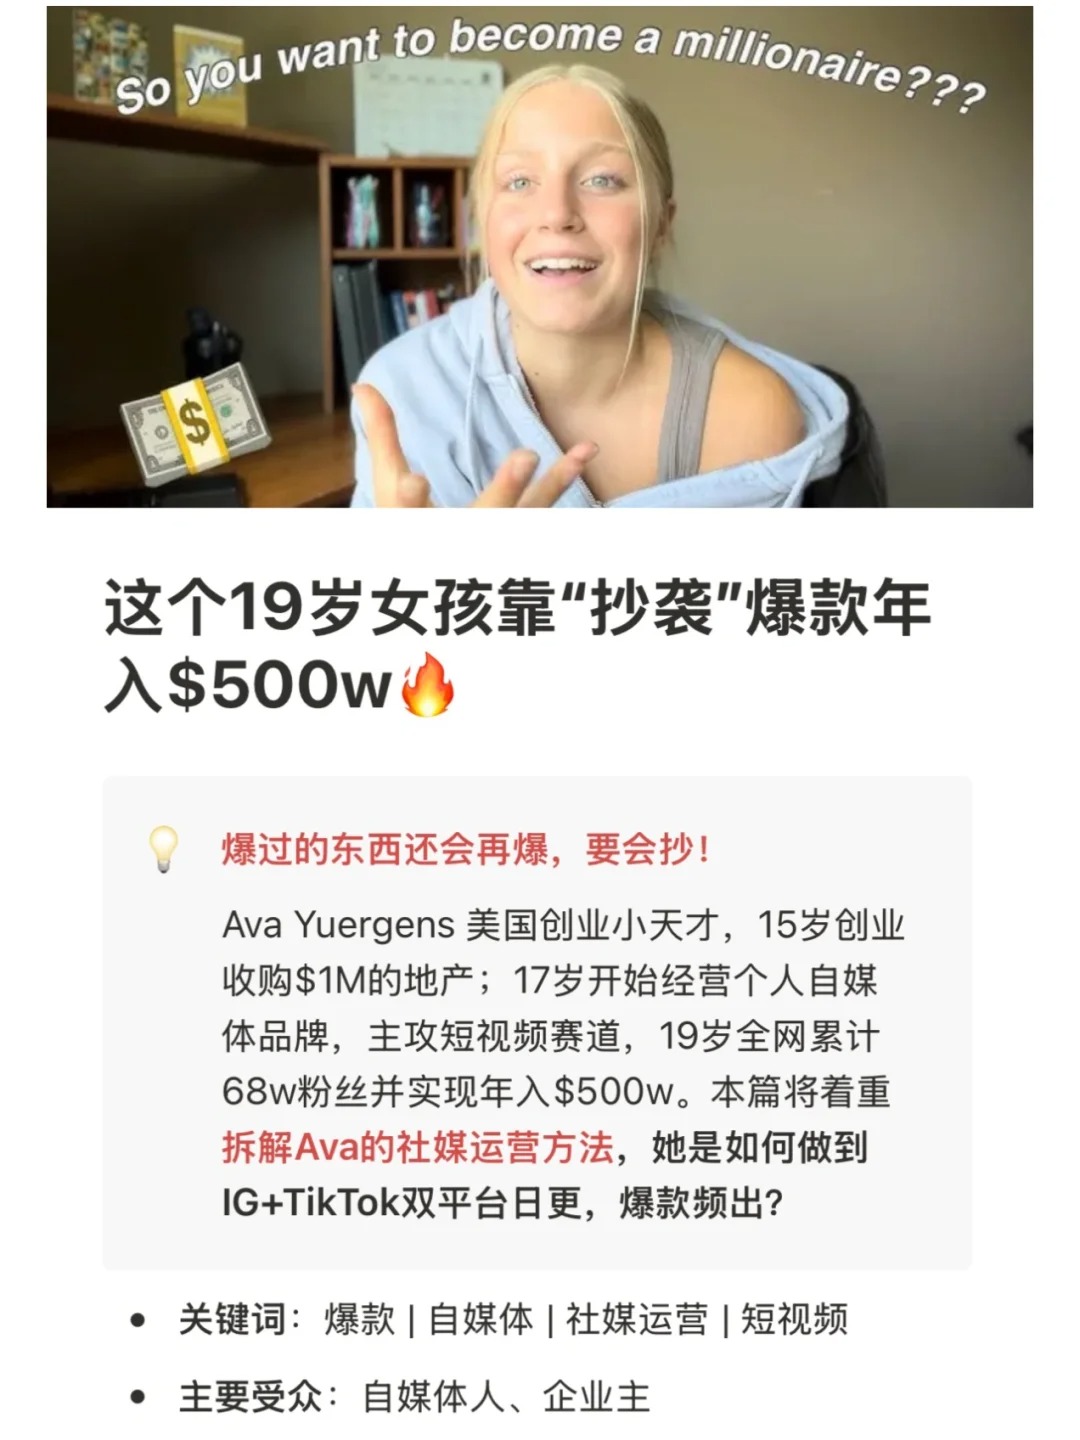 So you want to become a millionaire???
$
这个19岁女孩靠“抄袭”爆款年
入$500w🔥
💡 爆过的东西还会再爆，要会抄！
Ava Yuergens 美国创业小天才，15岁创业
收购$1M的地产；17岁开始经营个人自媒
体品牌，主攻短视频赛道，19岁全网累计
68w粉丝并实现年入$500w。本篇将着重
拆解Ava的社媒运营方法，她是如何做到
IG+TikTok双平台日更，爆款频出?
• 关键词：爆款 | 自媒体 | 社媒运营 | 短视频
• 主要受众：自媒体人、企业主